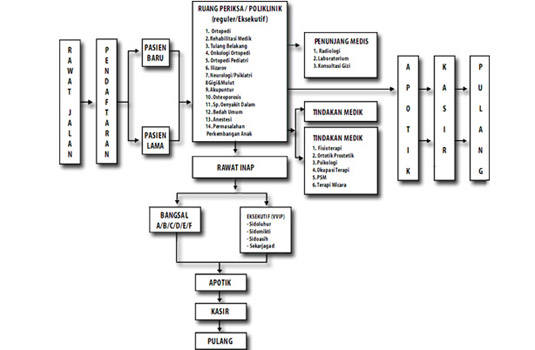 RAWAT JALAN
PENDAFTARAN
PASIEN
BARU
PASIEN
LAMA
RUANG PERIKSA / POLIKLINIK
(reguler/Eksekutif)
1. Ortopedi
2.Rehabilitasi Medik
3.Tulang Belakang
4.Onkologi Ortopedi
5.Ortopedi Pediatri
6.Ilizarov
7.Neurologi/Psikiatri
8Gigi&Mulut
9.Akupuntur
10.Osteoporosis
11.Sp.Penyakit Dalam
12.Bedah Umum
13.Anestesi
14.Permasalahan
Perkembangan Anak
PENUNJANG MEDIS
1. Radiologi
2.Laboratorium
3.Konsultasi Gizi
TINDAKAN MEDIK
TINDAKAN MEDIK
1. Fisioterapi
2.Ortotik Prostetik
3.Psikologi
4.Okupasi Terapi
5.PSM
6.Terapi Wicara
APOTIK
KASIR
PULANG
RAWAT INAP
BANGSAL
A/B/C/D/E/F
EKSEKUTIF (VVIP)
- Sidoluhur
- Sidomukti
- Sidoasih
- Sekarjagad
APOTIK
KASIR
PULANG